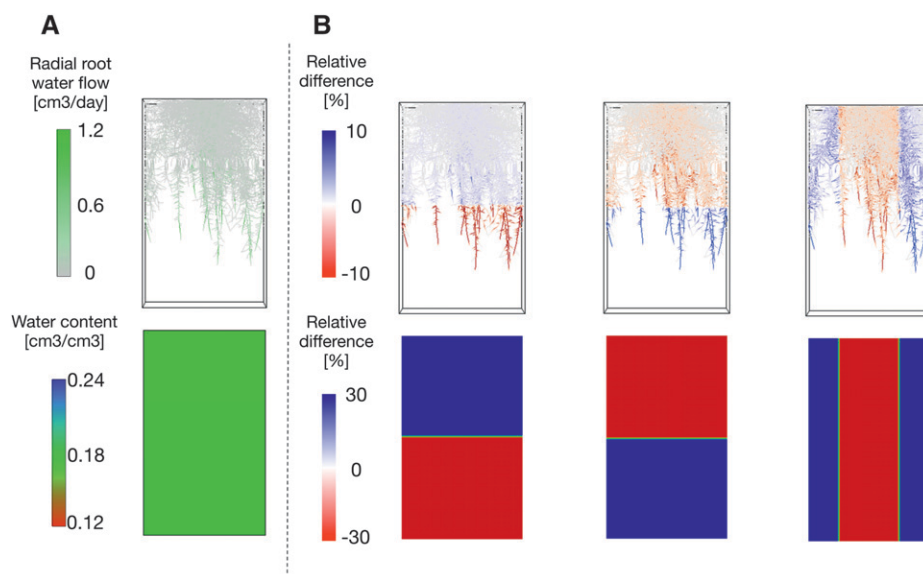 A
Radial root
water flow
[cm3/day]
1.2
0.6
0
Water content
[cm3/cm3]
0.24
0.18
0.12
B
Relative
difference
[%]
10
0
-10
Relative
difference
[%]
30
0
-30